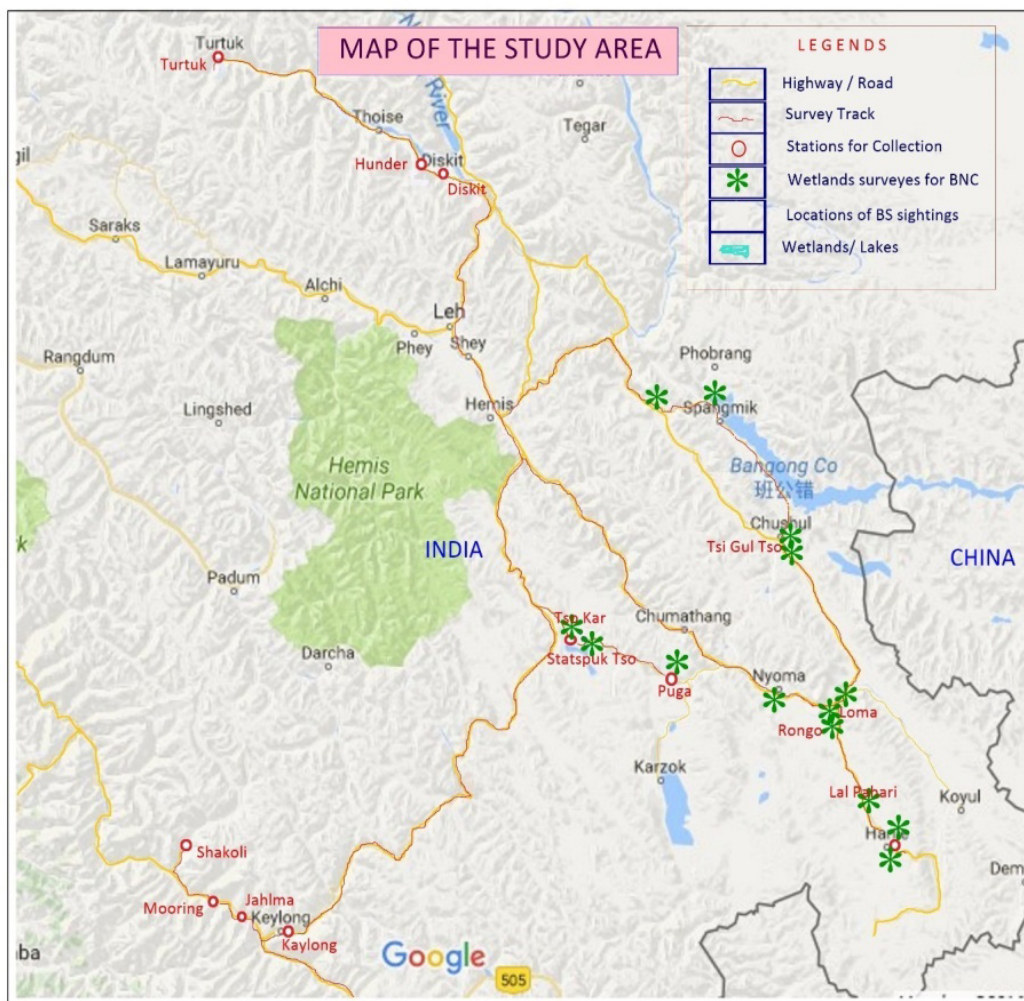 MAP OF THE STUDY AREA
LEGENDS
Highway / Road
Survey Track
Stations for Collection
Wetlands surveyes for BNC
Locations of BS sightings
Wetlands/ Lakes
Turtuk
Turtuk
River
Thoise
Tegar
gil
Hunder
Diskit
Diskit
Saraks
Lamayuru
Alchi
Leh
Phey
Shey
Phobrang
Rangdum
Lingshed
Hemis
Spangmik
Hemis
National Park
Bangong Co
班公错
INDIA
Chushul
Tsi Gul Tso
CHINA
k
Padum
Tso Kar
Chumathang
Statspuk Tso
Darcha
Puga
Nyoma
Loma
Rongo
Karzok
Lal Pahari
Koyul
Shakoli
Dem
Mooring
Jahlma
Keylong
Kaylong
ba
Google
505